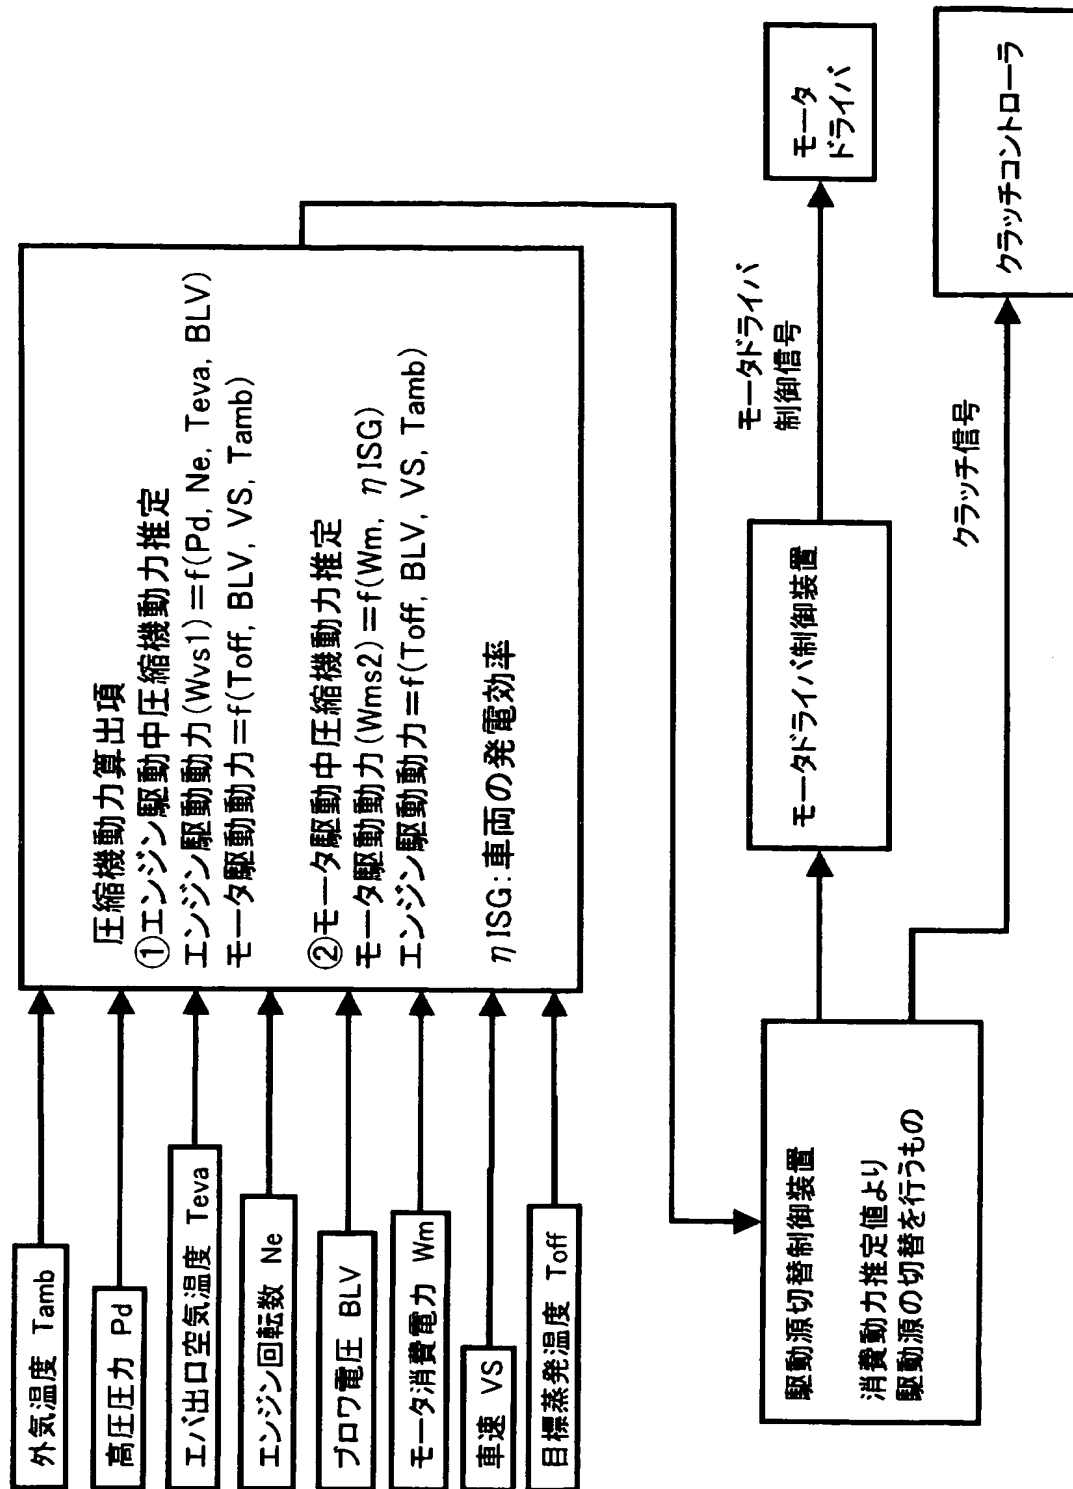 外気温度 Tamb
高圧圧力 Pd
エバ出口空気温度 Teva
エンジン回転数 Ne
ブロワ電圧 BLV
モータ消費電力 Wm
車速 VS
目標蒸発温度 Toff
圧縮機動力算出項
①エンジン駆動中圧縮機動力推定
エンジン駆動動力(Wvs1)=f(Pd, Ne, Teva, BLV)
モータ駆動動力=f(Toff, BLV, VS, Tamb)
②モータ駆動中圧縮機動力推定
モータ駆動動力(Wms2)=f(Wm, ηISG)
エンジン駆動動力=f(Toff, BLV, VS, Tamb)
ηISG:車両の発電効率
駆動源切替制御装置
消費動力推定値より
駆動源の切替を行うもの
モータドライバ制御装置
モータドライバ
制御信号
モータ
ドライバ
クラッチ信号
クラッチコントローラ